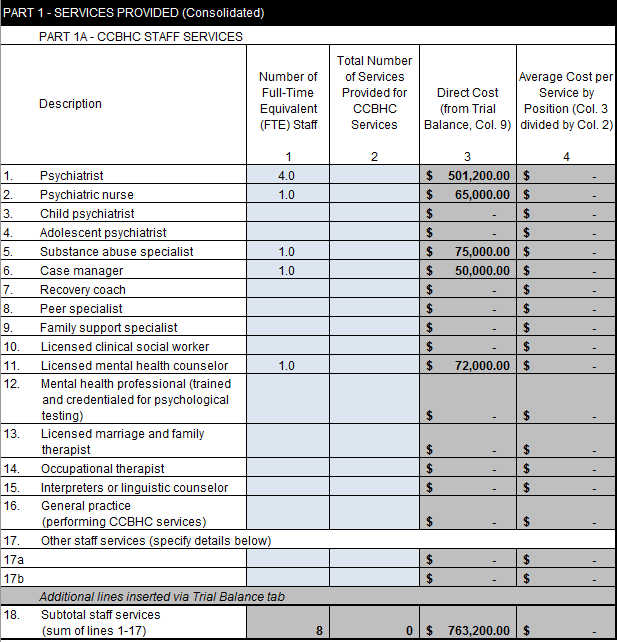 PART 1 - SERVICES PROVIDED (Consolidated)
PART 1A - CCBHC STAFF SERVICES
Description
Number of
Full-Time
Equivalent
(FTE) Staff
1
Total Number
of Services
Provided for
CCBHC
Services
2
Direct Cost
(from Trial
Balance, Col. 9)
3
Average Cost per
Service by
Position (Col. 3
divided by Col. 2)
4
1. Psychiatrist 4.0 $ 501,200.00 $ -
2. Psychiatric nurse 1.0 $ 65,000.00 $ -
3. Child psychiatrist $ - $ -
4. Adolescent psychiatrist $ - $ -
5. Substance abuse specialist 1.0 $ 75,000.00 $ -
6. Case manager 1.0 $ 50,000.00 $ -
7. Recovery coach $ - $ -
8. Peer specialist $ - $ -
9. Family support specialist $ - $ -
10. Licensed clinical social worker $ - $ -
11. Licensed mental health counselor 1.0 $ 72,000.00 $ -
12. Mental health professional (trained
and credentialed for psychological
testing) $ - $ -
13. Licensed marriage and family
therapist $ - $ -
14. Occupational therapist $ - $ -
15. Interpreters or linguistic counselor $ - $ -
16. General practice
(performing CCBHC services) $ - $ -
17. Other staff services (specify details below)
17a $ - $ -
17b $ - $ -
Additional lines inserted via Trial Balance tab
18. Subtotal staff services
(sum of lines 1-17) 8 0 $ 763,200.00 $ -